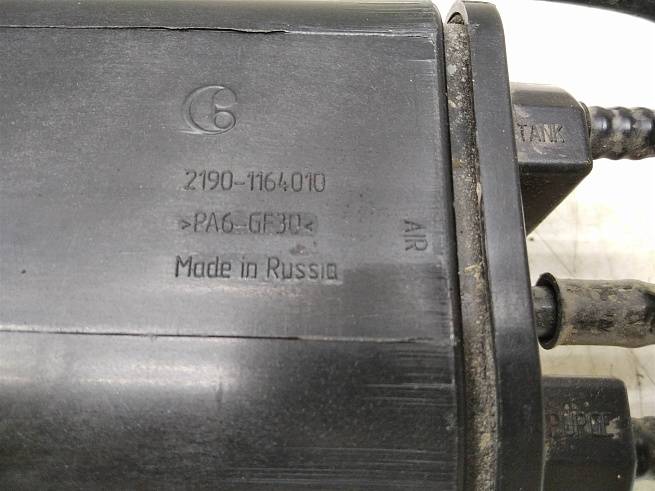 TANK
2190-1164010
>PA6-GF30<
AIR
Made in Russia
PURGE